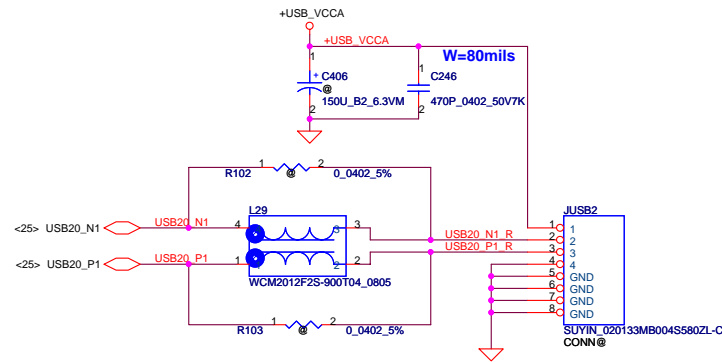 +USB_VCCA
+USB_VCCA
W=80mils
1
+ C406
@
150U_B2_6.3VM
2
1
C246
470P_0402_50V7K
2
1 2
R102 @ 0_0402_5%
L29
JUSB2
<25> USB20_N1 USB20_N1 4 3 3 USB20_N1_R
<25> USB20_P1 USB20_P1 1 2 2 USB20_P1_R
WCM2012F2S-900T04_0805
1 1
2 2
3 3
4 4
5 GND
6 GND
7 GND
8 GND
1 2
R103 @ 0_0402_5%
SUYIN_020133MB004S580ZL-C
CONN@